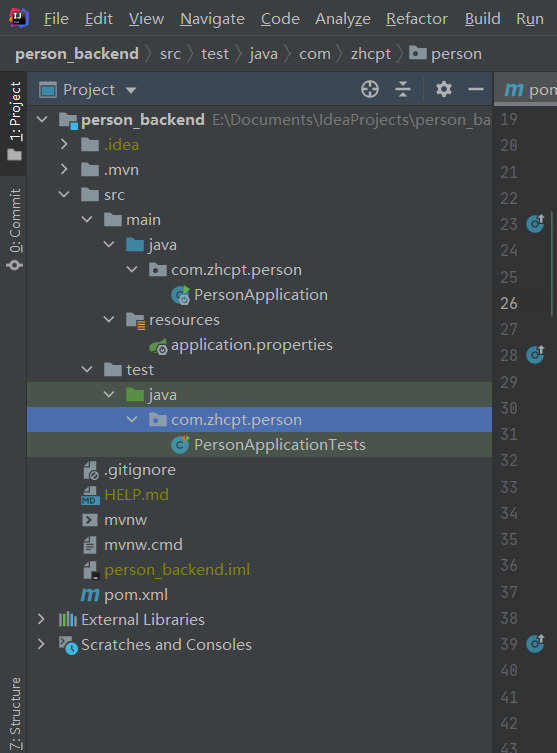 File Edit View Navigate Code Analyze Refactor Build Run
person_backend src test java com zhcpt person
Project
pom
1: Project
0: Commit
7: Structure
person_backend E:\Documents\IdeaProjects\person_ba
.idea
.mvn
src
main
java
com.zhcpt.person
PersonApplication
resources
application.properties
test
java
com.zhcpt.person
PersonApplicationTests
.gitignore
MD HELP.md
mvnw
mvnw.cmd
person_backend.iml
m pom.xml
External Libraries
Scratches and Consoles
19
20
21
22
23
24
25
26
27
28
29
30
31
32
33
34
35
36
37
38
39
40
41
42
43